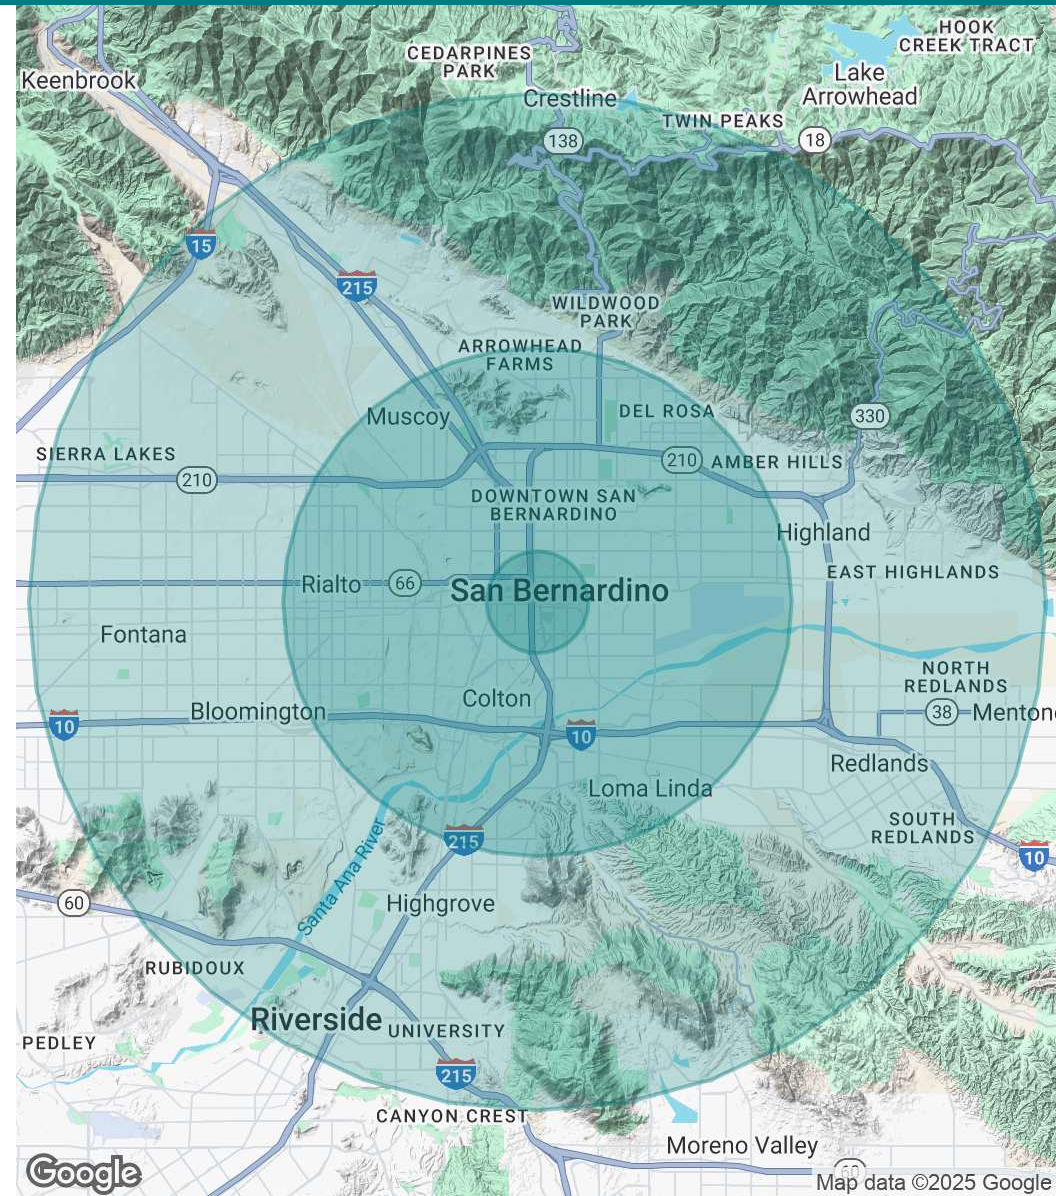 HOOK
CREEK TRACT
CEDARPINES
PARK
Keenbrook
Lake
Arrowhead
Crestline
TWIN PEAKS
138
18
15
215
WILDWOOD
PARK
ARROWHEAD
FARMS
Muscoy
DEL ROSA
330
SIERRA LAKES
210
210
AMBER HILLS
DOWNTOWN SAN
BERNARDINO
Highland
EAST HIGHLANDS
Rialto
66
San Bernardino
Fontana
NORTH
REDLANDS
Colton
Bloomington
38
Mentone
10
10
Redlands
Loma Linda
SOUTH
REDLANDS
215
10
Santa Ana River
60
Highgrove
RUBIDOUX
Riverside
UNIVERSITY
PEDLEY
215
CANYON CREST
Moreno Valley
60
Google
Map data ©2025 Google